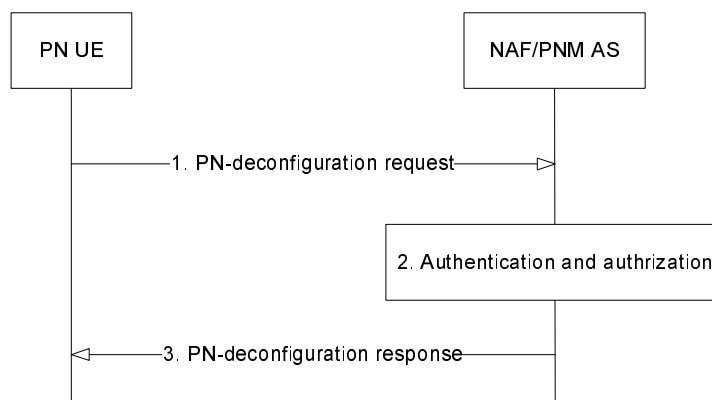 PN UE
NAF/PNM AS
1. PN-deconfiguration request
2. Authentication and authrization
3. PN-deconfiguration response